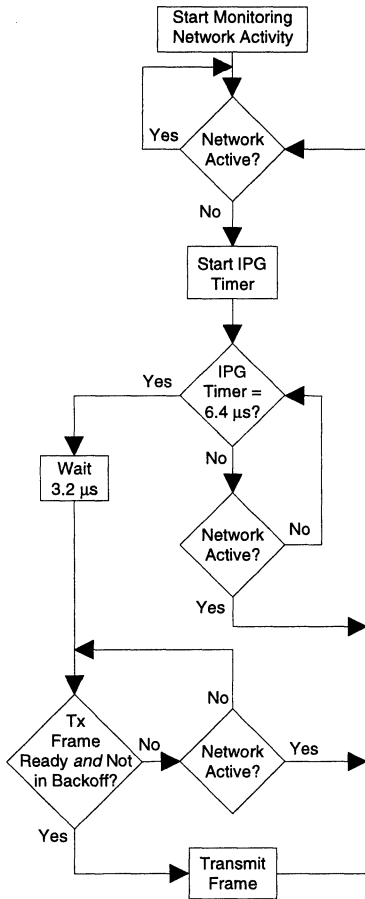 Start Monitoring
Network Activity
Yes
Network
Active?
No
Start IPG
Timer
Yes
IPG
Timer =
6.4 μs?
No
Wait
3.2 μs
Network
Active?
No
Yes
Tx
Frame
Ready and Not
in Backoff?
No
No
Network
Active?
Yes
Yes
Transmit
Frame